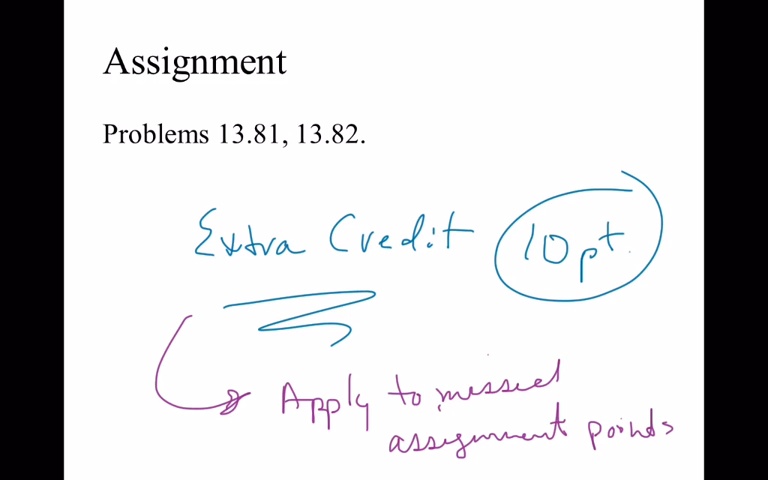 Assignment
Problems 13.81, 13.82.
Extra Credit 10pt.
Apply to missed
assignment points